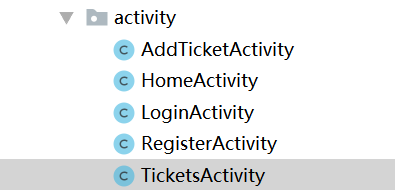 activity
C AddTicketActivity
C HomeActivity
C LoginActivity
C RegisterActivity
C TicketsActivity